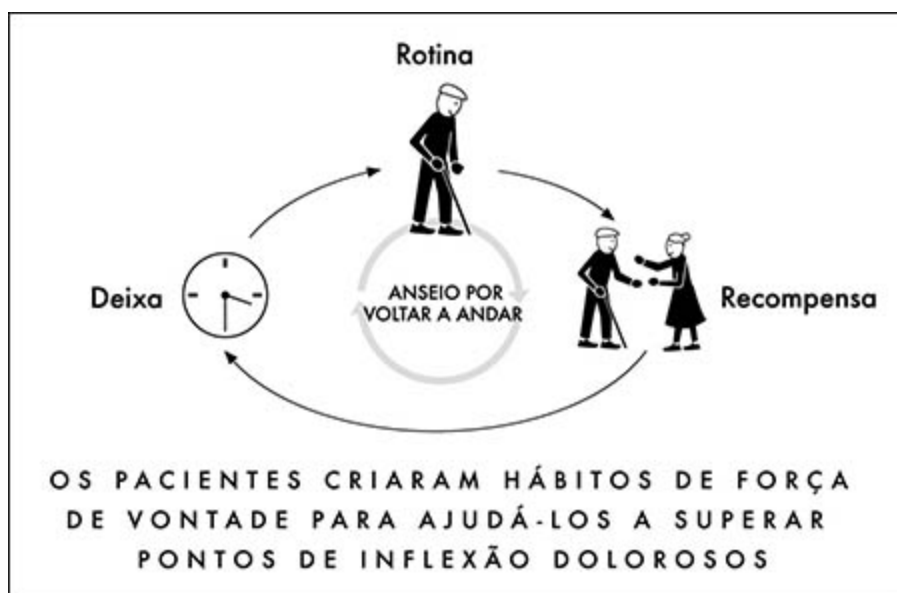 Rotina
Deixa
ANSEIO POR
VOLTAR A ANDAR
Recompensa
OS PACIENTES CRIARAM HÁBITOS DE FORÇA
DE VONTADE PARA AJUDÁ-LOS A SUPERAR
PONTOS DE INFLEXÃO DOLOROSOS